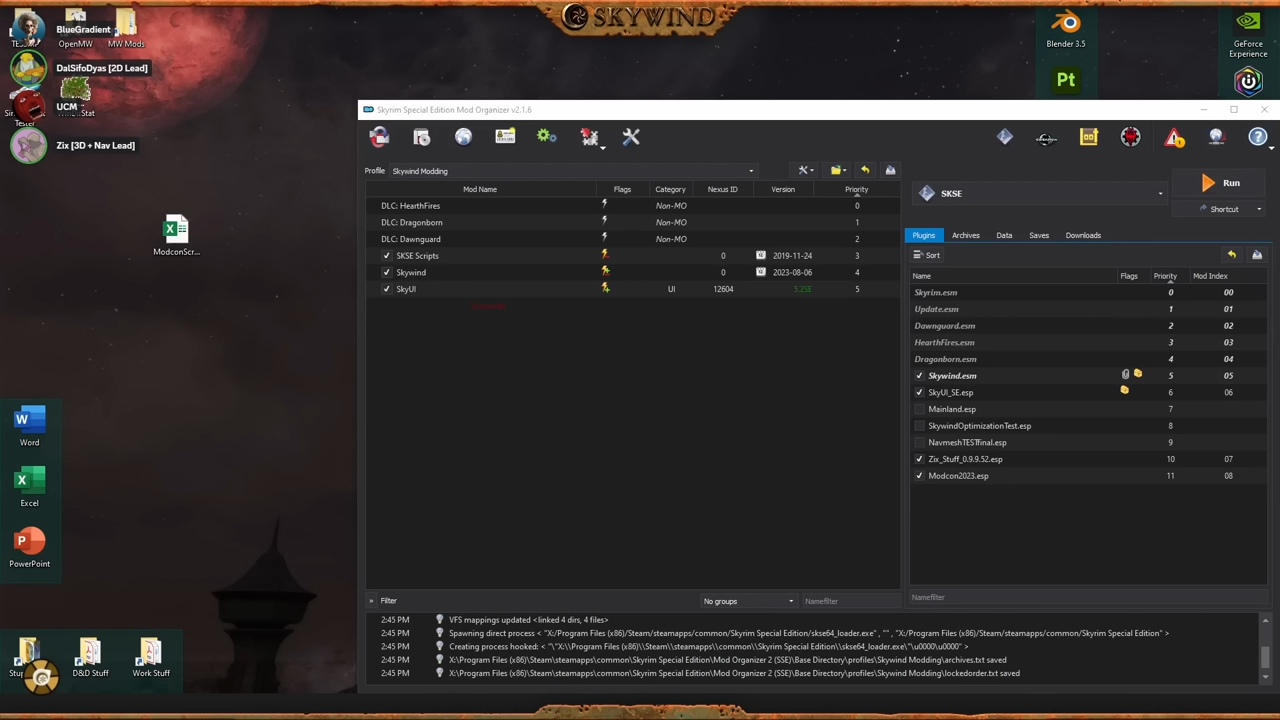 SKYWIND
BlueGradient
OpenMW
MW Mods
DalSifoDyas [2D Lead]
UCM
Tester
Zix [3D + Nav Lead]
ModconScr...
Blender 3.5
GeForce
Experience
Pt
Word
Excel
PowerPoint
D&D Stuff
Work Stuff
Skyrim Special Edition Mod Organizer v2.1.6
Profile Skywind Modding
Mod Name Flags Category Nexus ID Version Priority
DLC: HearthFires Non-MO 0
DLC: Dragonborn Non-MO 1
DLC: Dawnguard Non-MO 2
SKSE Scripts 0 2019-11-24 3
Skywind 0 2023-08-06 4
SkyUI UI 12604 5.2SE 5
Filter No groups Namefilter
SKSE
Run
Shortcut
Plugins Archives Data Saves Downloads
Sort
Name Flags Priority Mod Index
Skyrim.esm 0 00
Update.esm 1 01
Dawnguard.esm 2 02
HearthFires.esm 3 03
Dragonborn.esm 4 04
Skywind.esm 5 05
SkyUI_SE.esp 6 06
Mainland.esp 7
SkywindOptimizationTest.esp 8
NavmeshTESTfinal.esp 9
Zix_Stuff_0.9.9.52.esp 10 07
Modcon2023.esp 11 08
Namefilter
2:45 PM VFS mappings updated <linked 4 dirs, 4 files>
2:45 PM Spawning direct process < "X:/Program Files (x86)/Steam/steamapps/common/Skyrim Special Edition/skse64_loader.exe" , "" , "X:/Program Files (x86)/Steam/steamapps/common/Skyrim Special Edition" >
2:45 PM Creating process hooked: < "\"X:\\Program Files (x86)\\Steam\\steamapps\\common\\Skyrim Special Edition\\skse64_loader.exe\"\u0000\u0000" >
2:45 PM X:\Program Files (x86)\Steam\steamapps\common\Skyrim Special Edition\Mod Organizer 2 (SSE)\Base Directory\profiles\Skywind Modding\archives.txt saved
2:45 PM X:\Program Files (x86)\Steam\steamapps\common\Skyrim Special Edition\Mod Organizer 2 (SSE)\Base Directory\profiles\Skywind Modding\lockedorder.txt saved